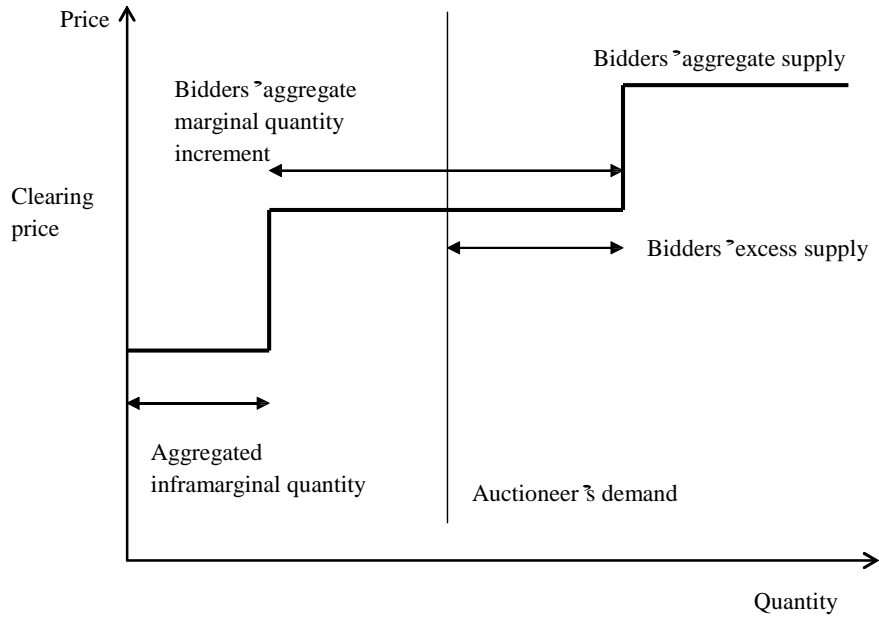 Price
Bidders’ aggregate supply
Bidders’ aggregate
marginal quantity
increment
Clearing
price
Bidders’ excess supply
Aggregated
inframarginal quantity
Auctioneer’s demand
Quantity